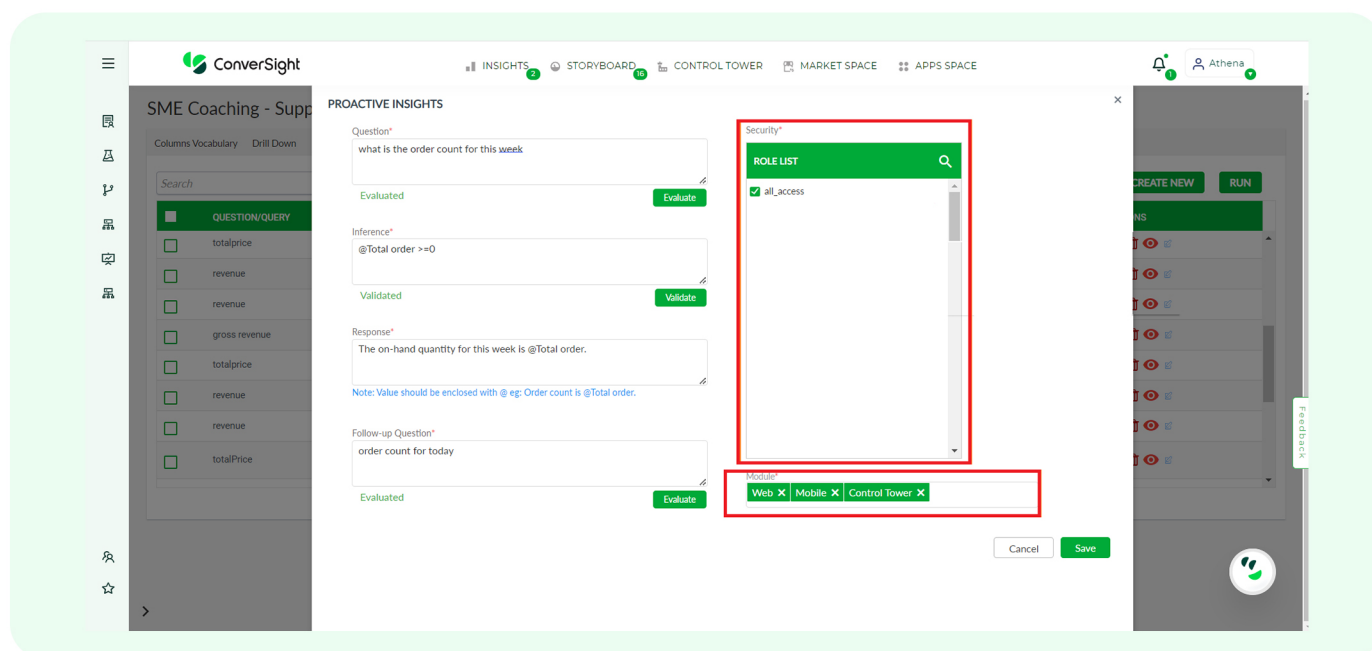 ConverSight
INSIGHTS 2
STORYBOARD 16
CONTROL TOWER
MARKET SPACE
APPS SPACE
1
Athena
SME Coaching - Supp
Columns Vocabulary
Drill Down
Search
CREATE NEW
RUN
QUESTION/QUERY
NS
totalprice
revenue
revenue
gross revenue
totalprice
revenue
revenue
totalPrice
PROACTIVE INSIGHTS
Question*
what is the order count for this week
Evaluated
Evaluate
Inference*
@Total order >=0
Validated
Validate
Response*
The on-hand quantity for this week is @Total order.
Note: Value should be enclosed with @ eg: Order count is @Total order.
Follow-up Question*
order count for today
Evaluated
Evaluate
Security*
ROLE LIST
all_access
Module*
Web X Mobile X Control Tower X
Cancel
Save
Feedback